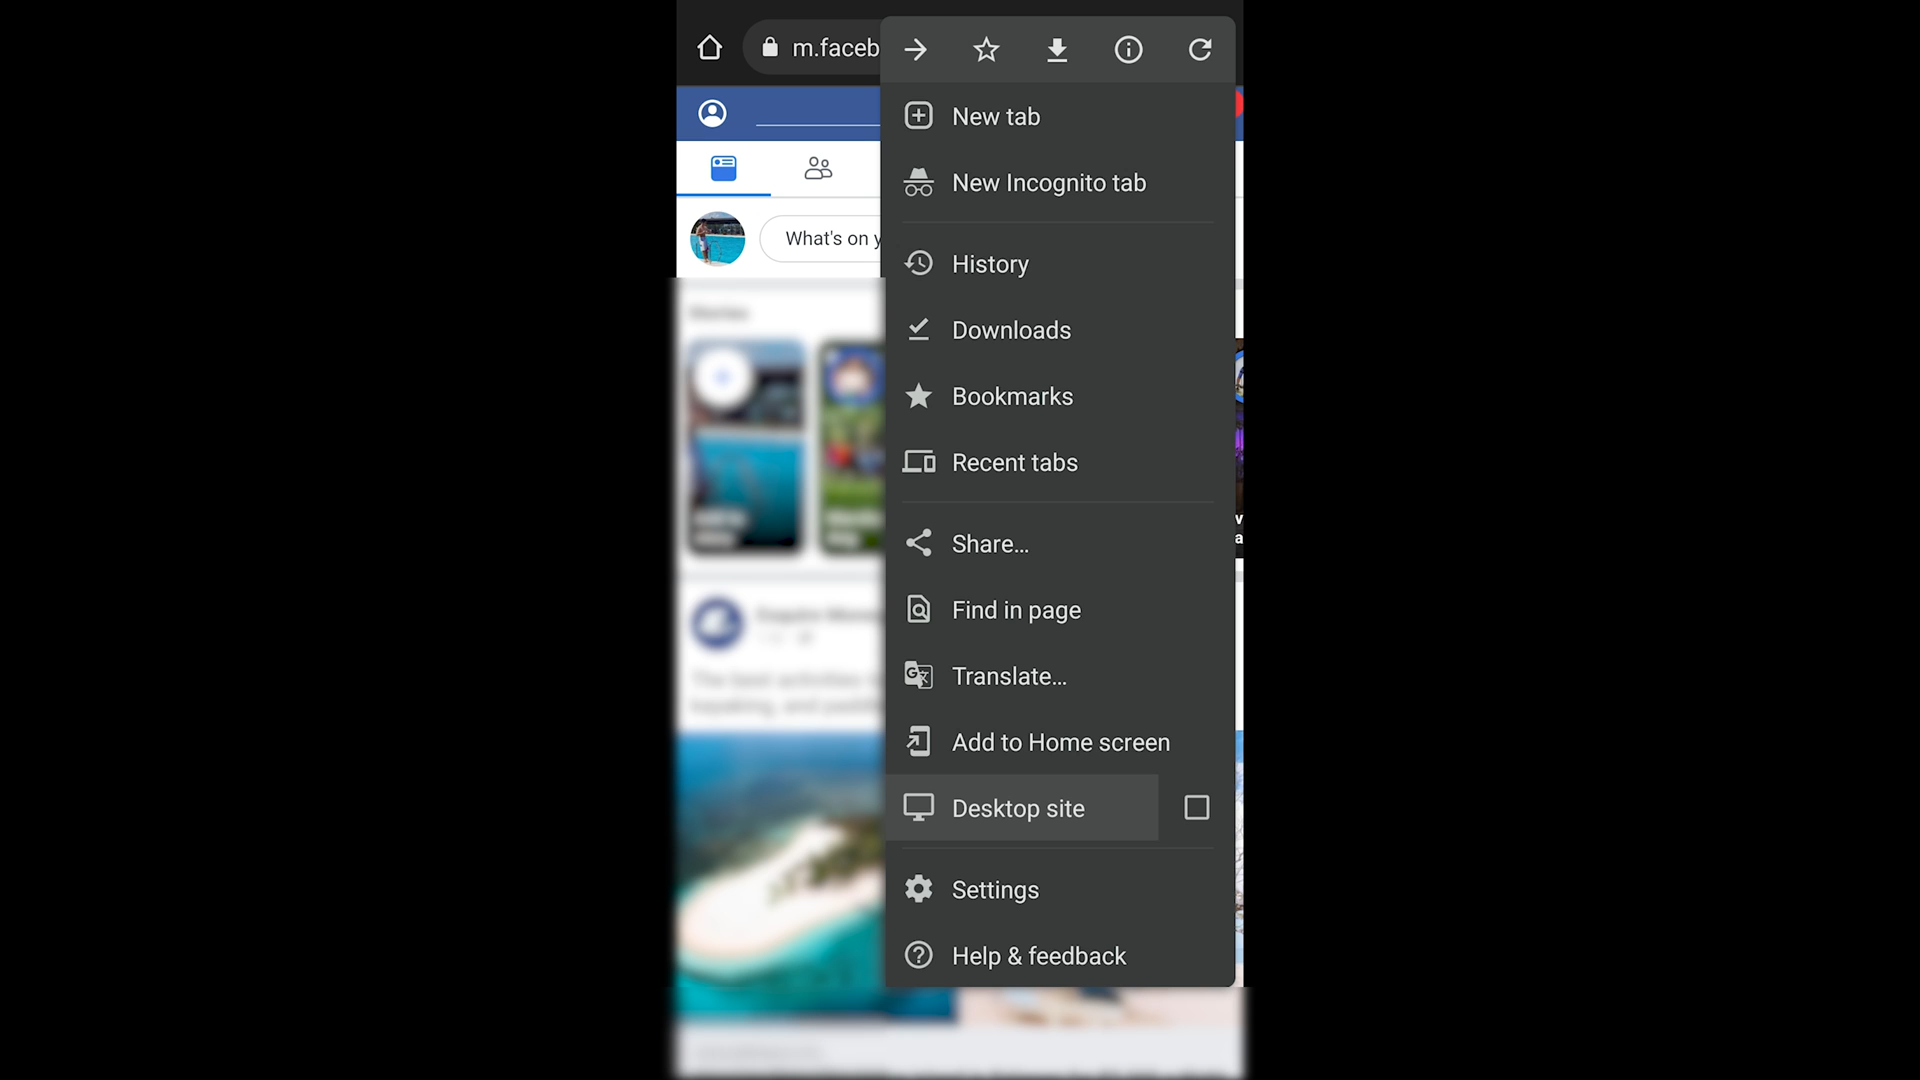 m.faceb
New tab
New Incognito tab
What's on y
History
Downloads
Bookmarks
Recent tabs
Share...
Find in page
Translate...
Add to Home screen
Desktop site
Settings
Help & feedback